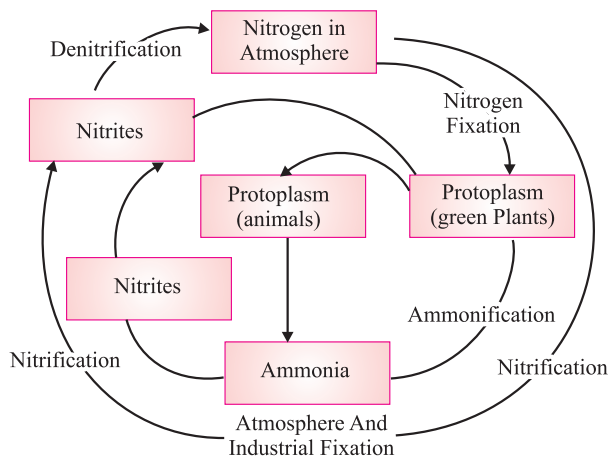 Nitrogen in
Atmosphere
Denitrification
Nitrogen
Fixation
Nitrites
Protoplasm
(animals)
Protoplasm
(green Plants)
Nitrites
Ammonification
Nitrification
Ammonia
Nitrification
Atmosphere And
Industrial Fixation